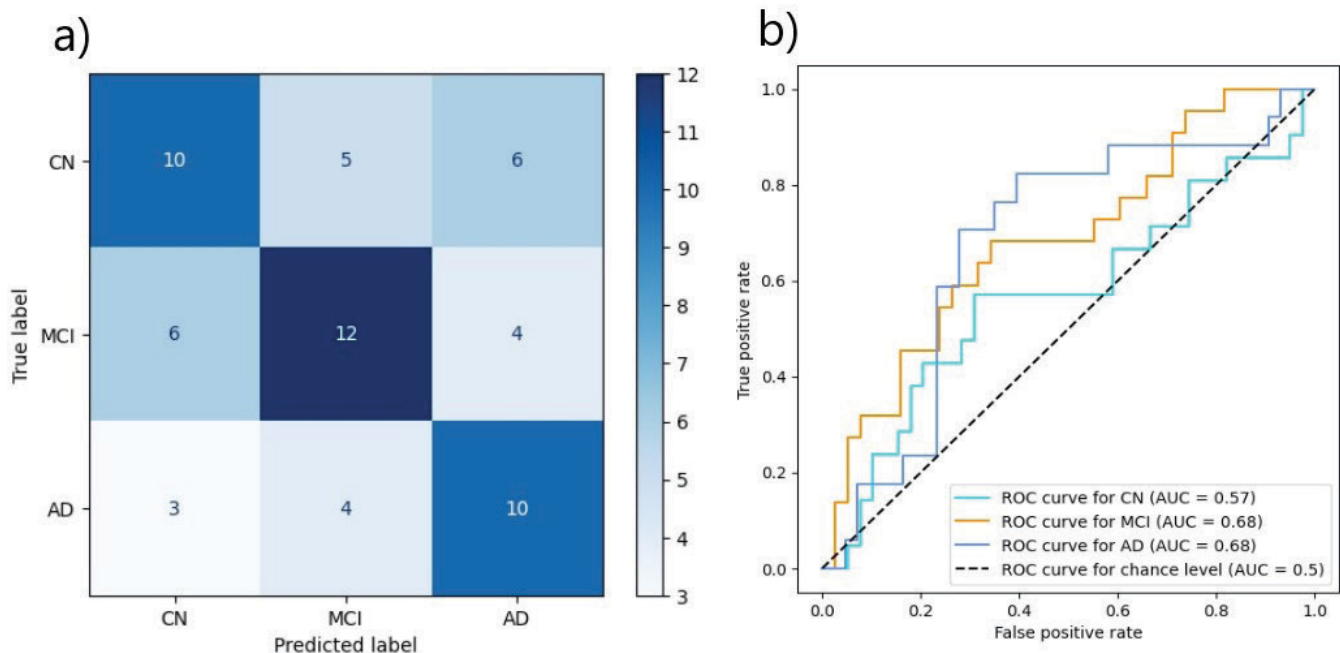 a)
CN
MCI
AD
True label
10 5 6
6 12 4
3 4 10
CN MCI AD
Predicted label
12
11
10
9
8
7
6
5
4
3
b)
1.0
0.8
0.6
0.4
0.2
0.0
True positive rate
ROC curve for CN (AUC = 0.57)
ROC curve for MCI (AUC = 0.68)
ROC curve for AD (AUC = 0.68)
ROC curve for chance level (AUC = 0.5)
0.0 0.2 0.4 0.6 0.8 1.0
False positive rate